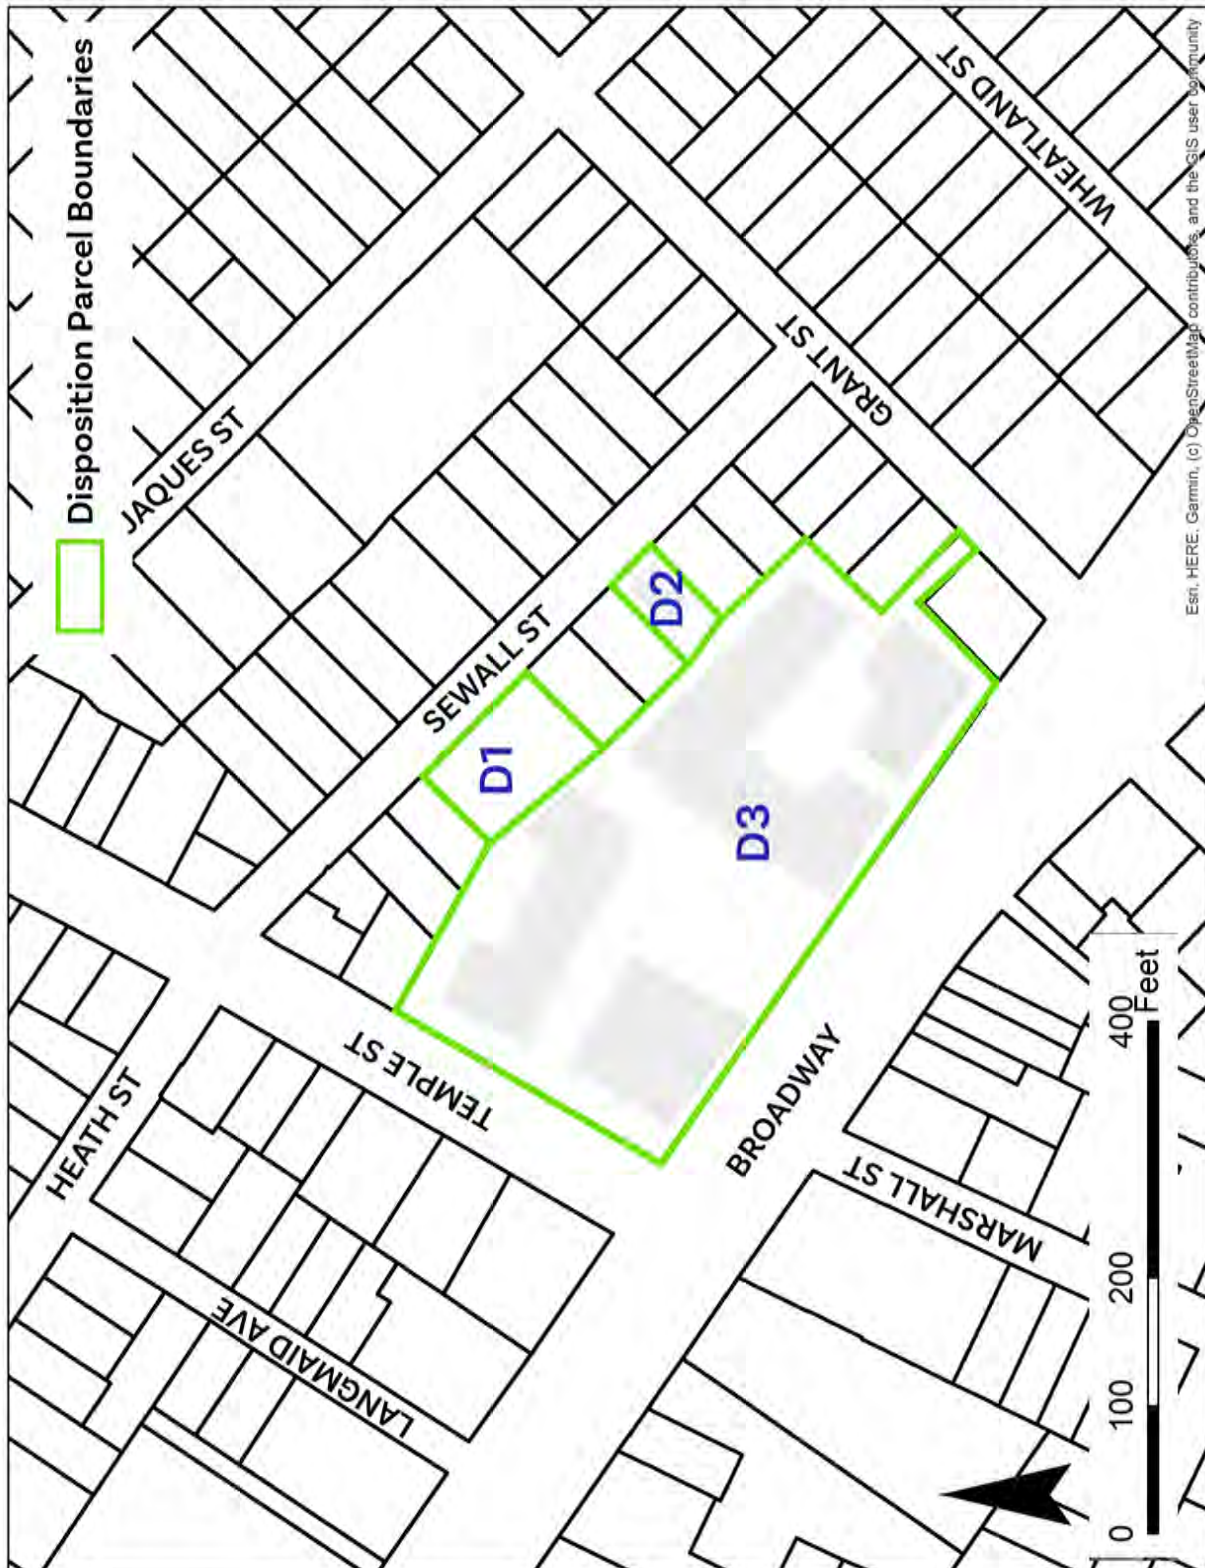 Disposition Parcel Boundaries
JAQUES ST
WHEATLAND ST
GRANT ST
SEWALL ST
D2
D1
D3
HEATH ST
TEMPLE ST
LANGMAID AVE
BROADWAY
MARSHALL ST
0 100 200 400
Feet
Esri, HERE, Garmin, (c) OpenStreetMap contributors, and the GIS user community